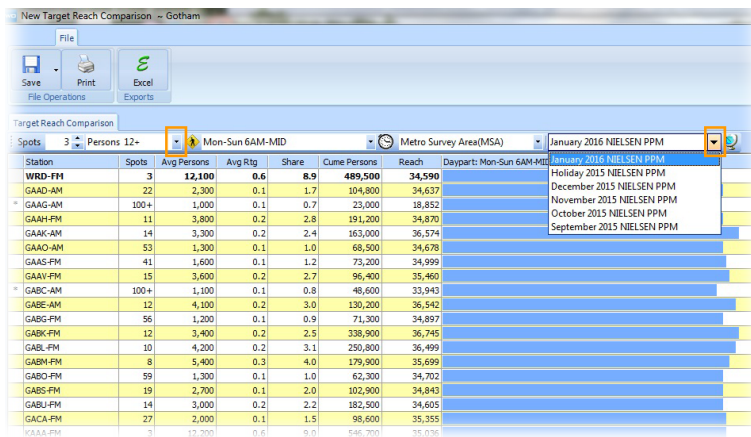 New Target Reach Comparison ~ Gotham
File
Save Print Excel
File Operations Exports
Target Reach Comparison
Spots 3 Persons 12+ Mon-Sun 6AM-MID Metro Survey Area(MSA) January 2016 NIELSEN PPM
January 2016 NIELSEN PPM
Holiday 2015 NIELSEN PPM
December 2015 NIELSEN PPM
November 2015 NIELSEN PPM
October 2015 NIELSEN PPM
September 2015 NIELSEN PPM
Station Spots Avg Persons Avg Rtg Share Cume Persons Reach Daypart: Mon-Sun 6AM-MID
WRD-FM 3 12,100 0.6 8.9 489,500 34,590
GAAD-AM 22 2,300 0.1 1.7 104,800 34,637
* GAAG-AM 100+ 1,000 0.1 0.7 23,000 18,852
GAAH-FM 11 3,800 0.2 2.8 191,200 34,870
GAAK-AM 14 3,300 0.2 2.4 163,000 36,574
GAAO-AM 53 1,300 0.1 1.0 68,500 34,678
GAAS-FM 41 1,600 0.1 1.2 73,200 34,999
GAAV-FM 15 3,600 0.2 2.7 96,400 35,460
* GABC-AM 100+ 1,100 0.1 0.8 48,600 33,943
GABE-AM 12 4,100 0.2 3.0 130,200 36,542
GABG-FM 56 1,200 0.1 0.9 71,300 34,897
GABK-FM 12 3,400 0.2 2.5 338,900 36,745
GABL-FM 10 4,200 0.2 3.1 250,800 36,499
GABM-FM 8 5,400 0.3 4.0 179,900 35,699
GABO-FM 59 1,300 0.1 1.0 62,300 34,702
GABS-FM 19 2,700 0.1 2.0 102,900 34,843
GABU-FM 14 3,000 0.2 2.2 182,500 34,605
GACA-FM 27 2,000 0.1 1.5 98,600 35,355
KAAA-FM 3 12,200 0.6 9.0 546,700 35,036